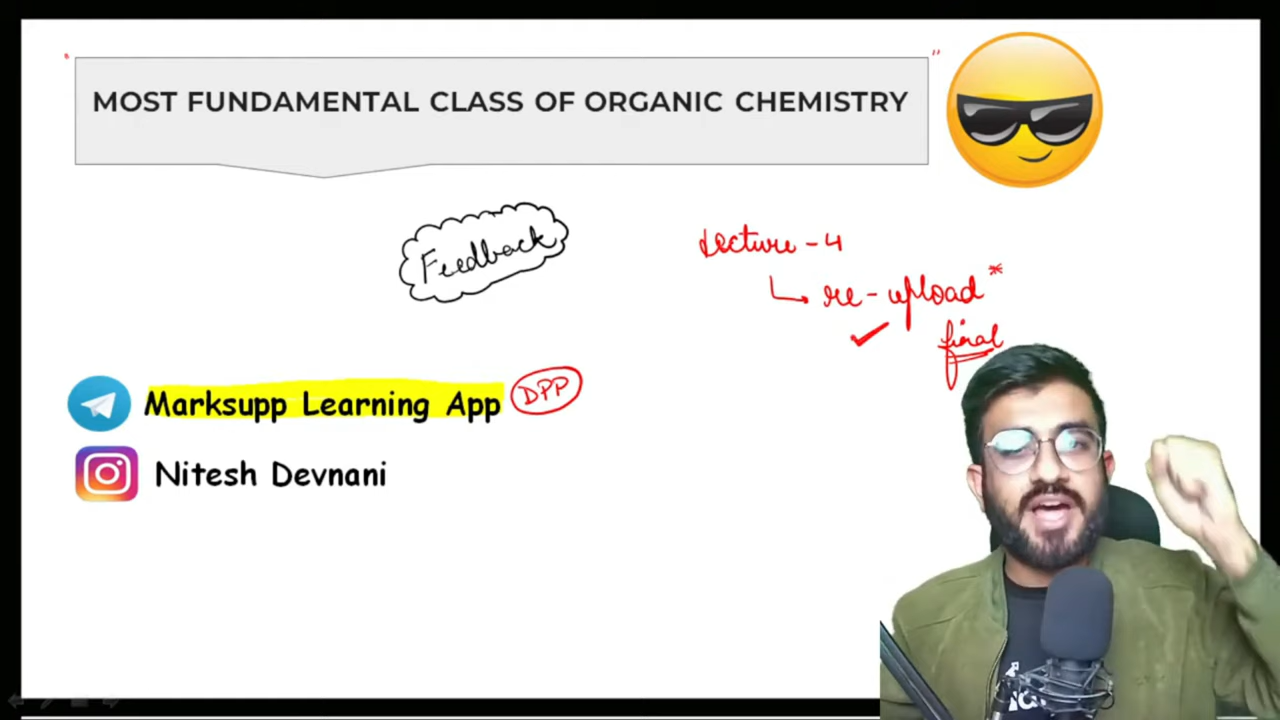 MOST FUNDAMENTAL CLASS OF ORGANIC CHEMISTRY
Feedback
Lecture - 4
re-upload*
final
Marksupp Learning App DPP
Nitesh Devnani